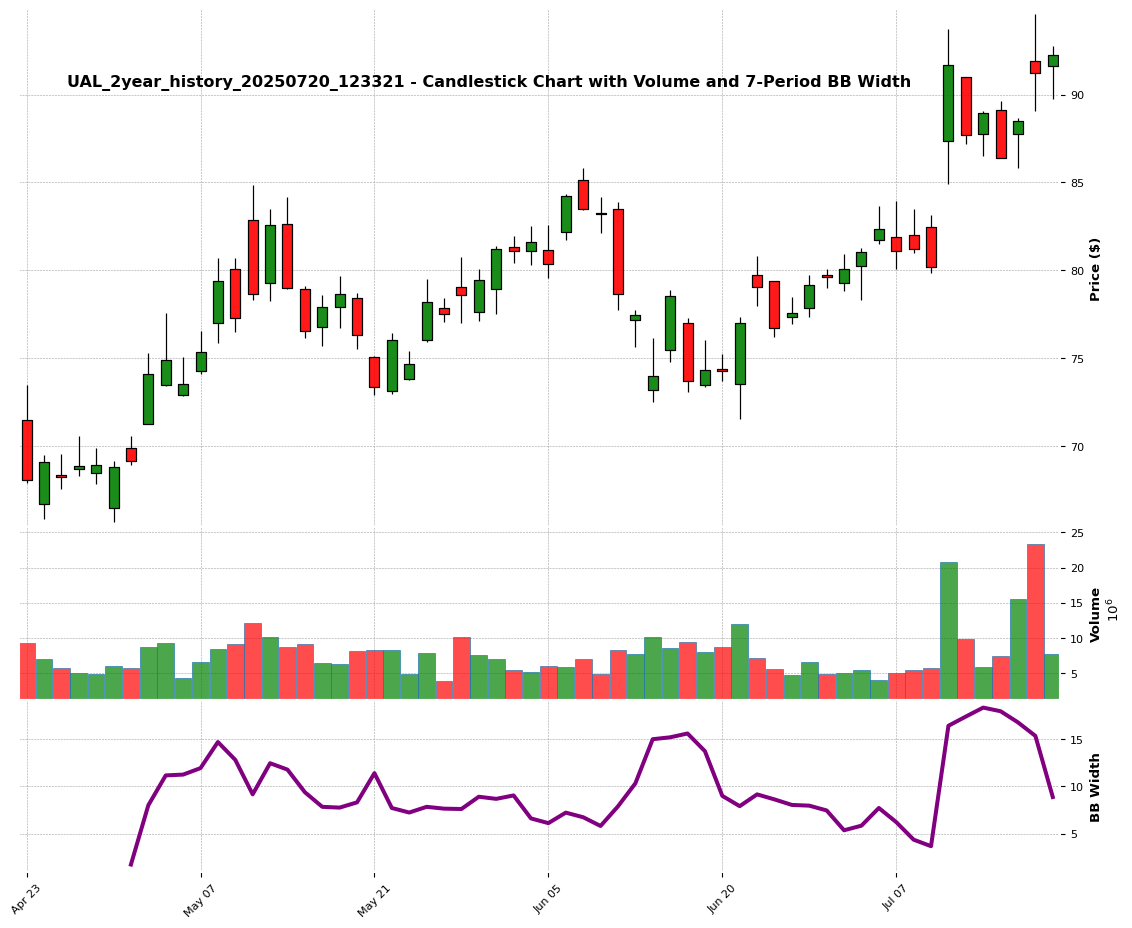 UAL_2year_history_20250720_123321 - Candlestick Chart with Volume and 7-Period BB Width
90
85
80
75
70
Price ($)
25
20
15
10
5
Volume
10^6
15
10
5
BB Width
Apr 23
May 07
May 21
Jun 05
Jun 20
Jul 07